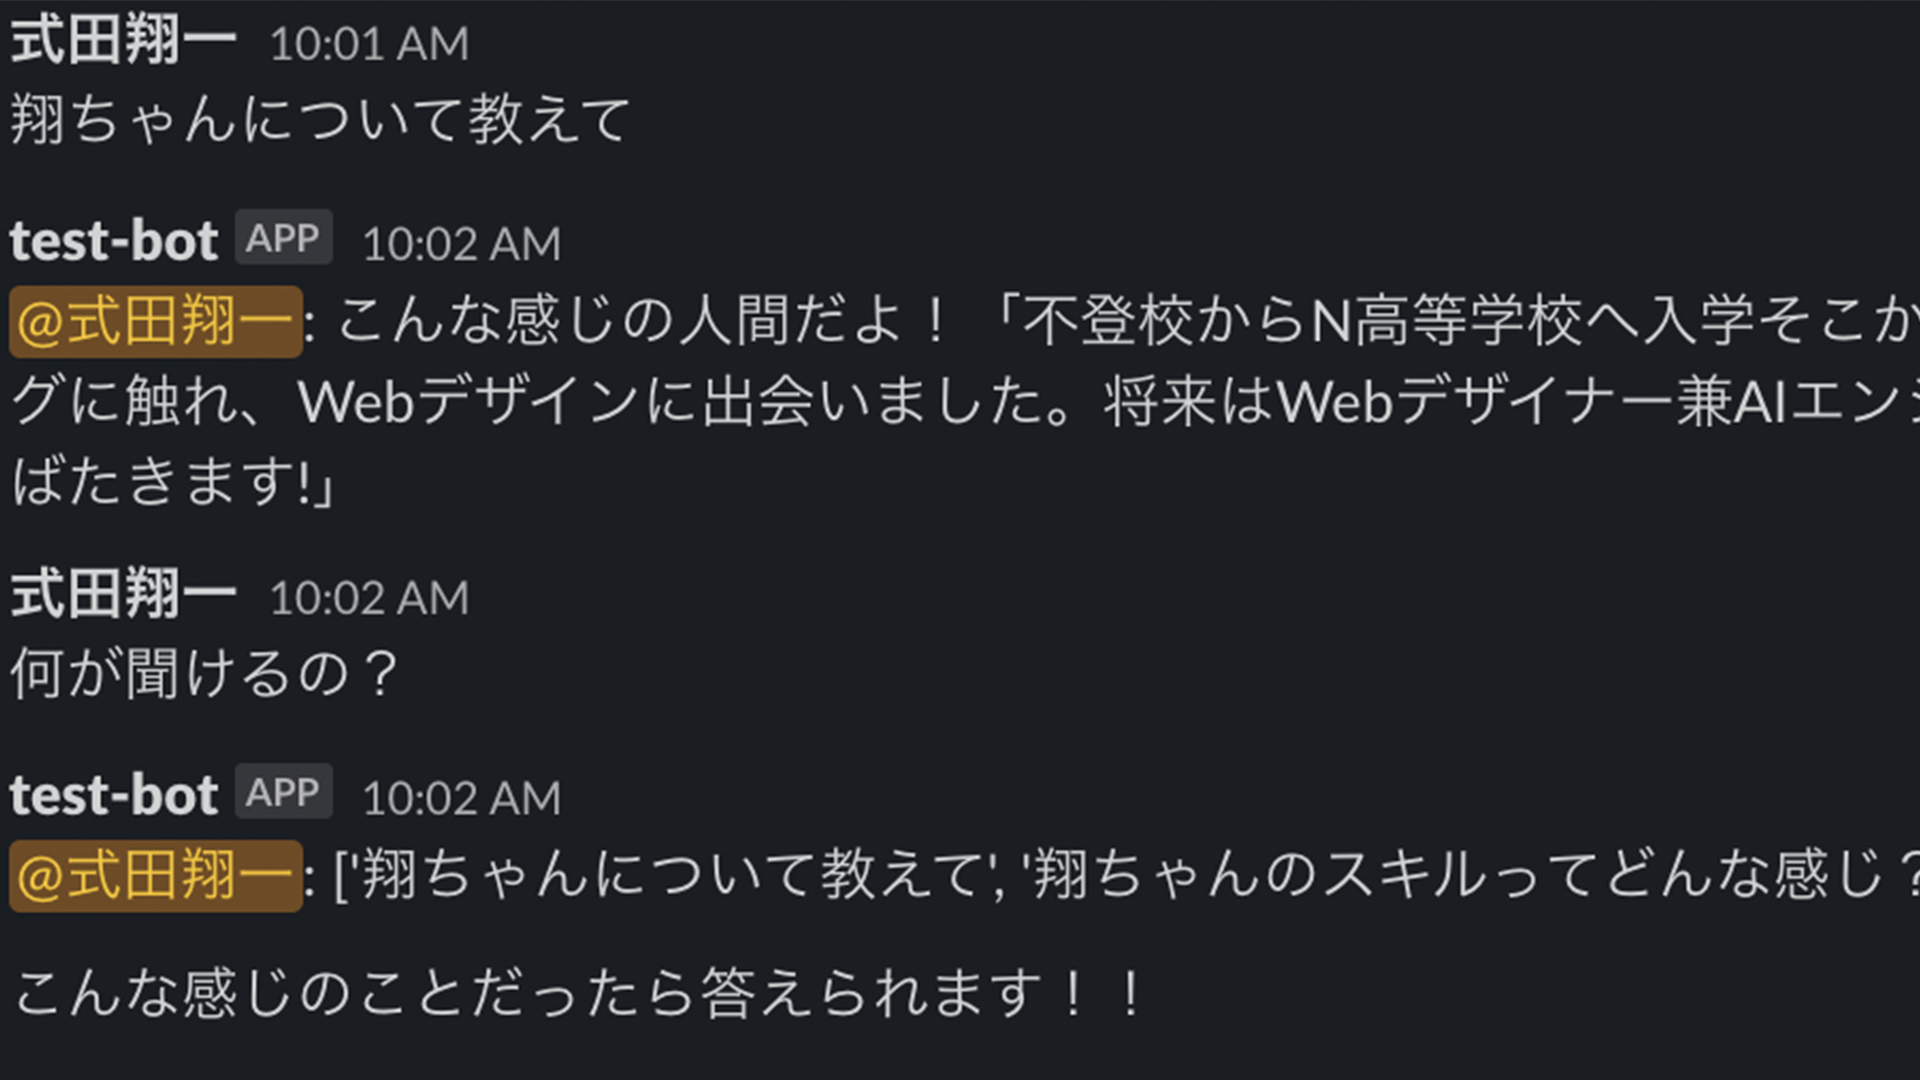 式田翔一 10:01 AM
翔ちゃんについて教えて
test-bot APP 10:02 AM
@式田翔一: こんな感じの人間だよ！「不登校からN高等学校へ入学そこか
グに触れ、Webデザインに出会いました。将来はWebデザイナー兼AIエンジ
ばたきます!」
式田翔一 10:02 AM
何が聞けるの？
test-bot APP 10:02 AM
@式田翔一: ['翔ちゃんについて教えて', '翔ちゃんのスキルってどんな感じ？
こんな感じのことだったら答えられます！！